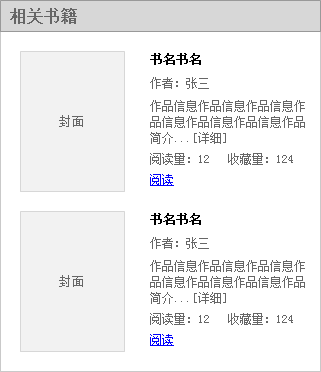 相关书籍
封面
书名书名
作者：张三
作品信息作品信息作品信息作
品信息作品信息作品信息作品
简介...[详细]
阅读量：12 收藏量：124
阅读
封面
书名书名
作者：张三
作品信息作品信息作品信息作
品信息作品信息作品信息作品
简介...[详细]
阅读量：12 收藏量：124
阅读